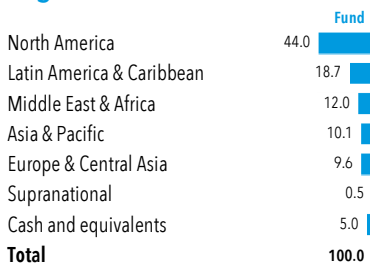 Fund
North America 44.0
Latin America & Caribbean 18.7
Middle East & Africa 12.0
Asia & Pacific 10.1
Europe & Central Asia 9.6
Supranational 0.5
Cash and equivalents 5.0
Total 100.0